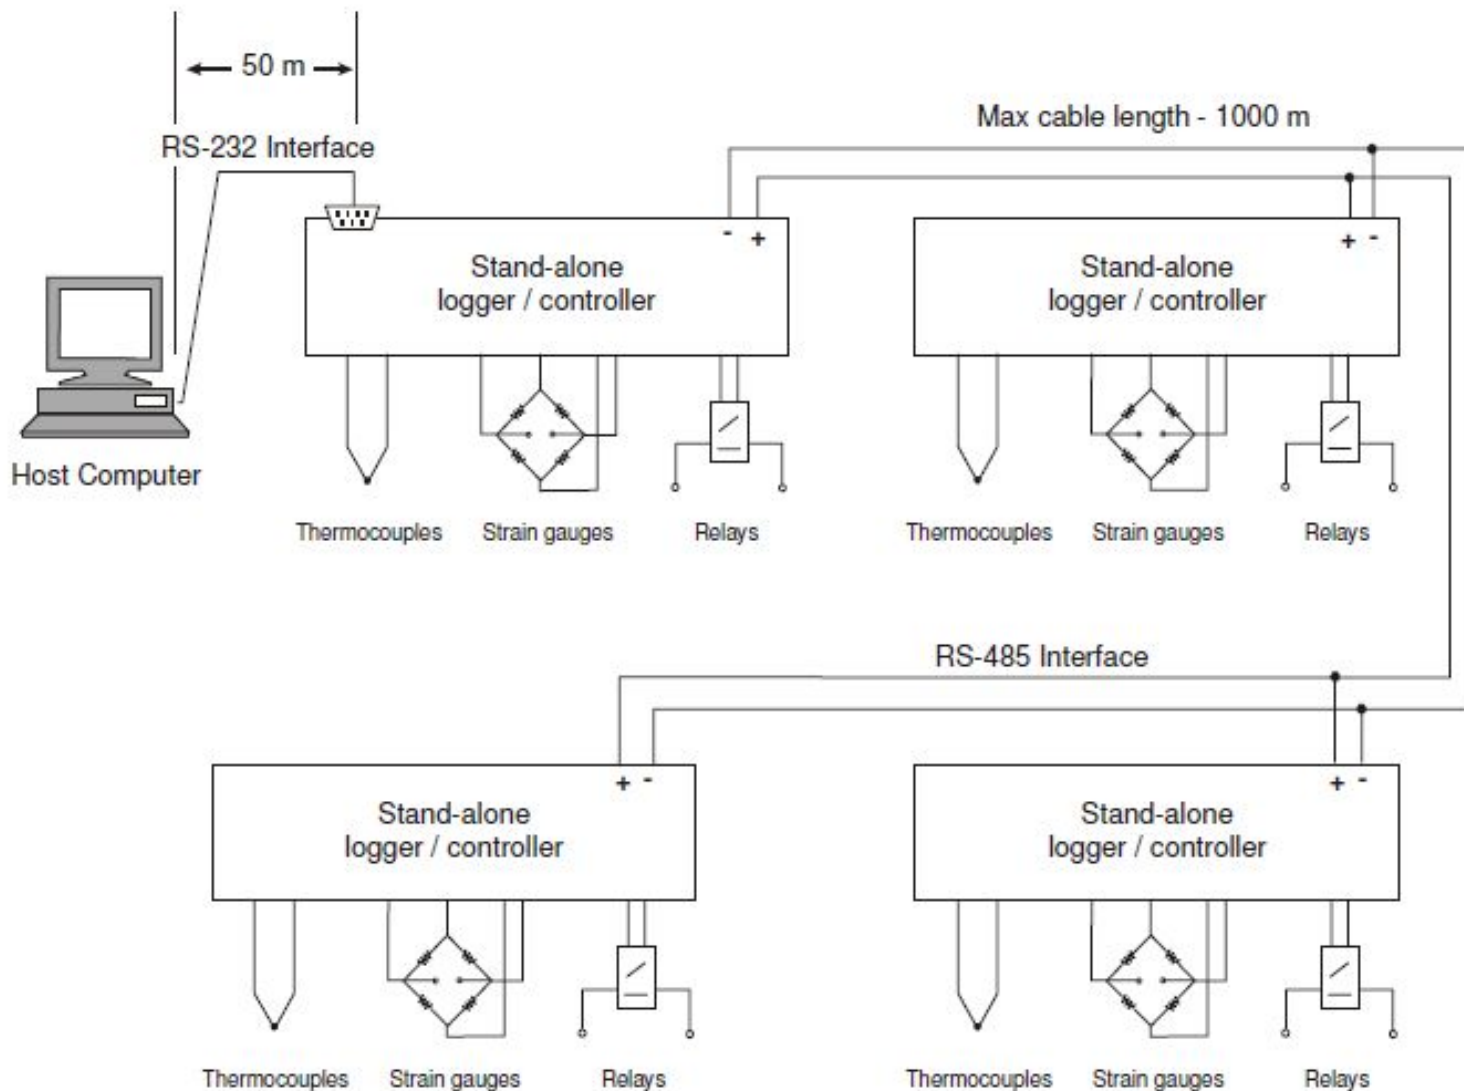 50 m
RS-232 Interface
Max cable length - 1000 m
- +
+ -
Stand-alone
logger / controller
Stand-alone
logger / controller
Host Computer
Thermocouples
Strain gauges
Relays
Thermocouples
Strain gauges
Relays
RS-485 Interface
+ -
+ -
Stand-alone
logger / controller
Stand-alone
logger / controller
Thermocouples
Strain gauges
Relays
Thermocouples
Strain gauges
Relays